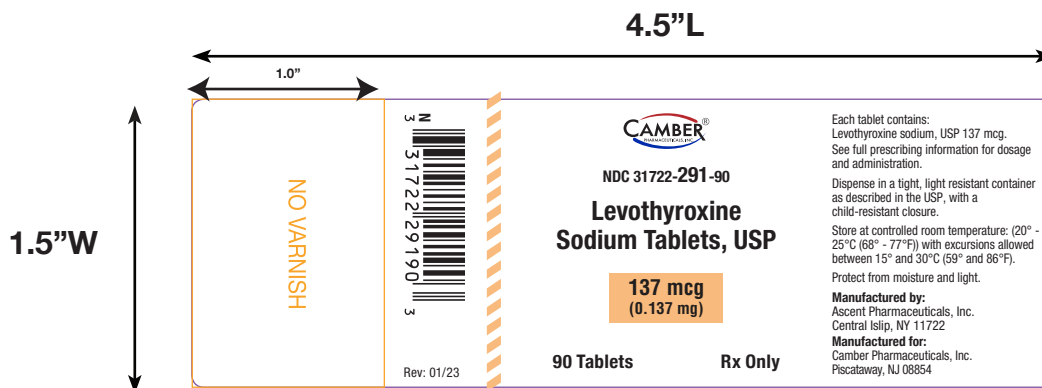 4.5”L
1.0”
1.5”W
NO VARNISH
N
3
31722 29190
3
Rev: 01/23
CAMBER®
PHARMACEUTICALS, INC
NDC 31722-291-90
Levothyroxine
Sodium Tablets, USP
137 mcg
(0.137 mg)
90 Tablets Rx Only
Each tablet contains:
Levothyroxine sodium, USP 137 mcg.
See full prescribing information for dosage
and administration.
Dispense in a tight, light resistant container
as described in the USP, with a
child-resistant closure.
Store at controlled room temperature: (20° -
25°C (68° - 77°F)) with excursions allowed
between 15° and 30°C (59° and 86°F).
Protect from moisture and light.
Manufactured by:
Ascent Pharmaceuticals, Inc.
Central Islip, NY 11722
Manufactured for:
Camber Pharmaceuticals, Inc.
Piscataway, NJ 08854